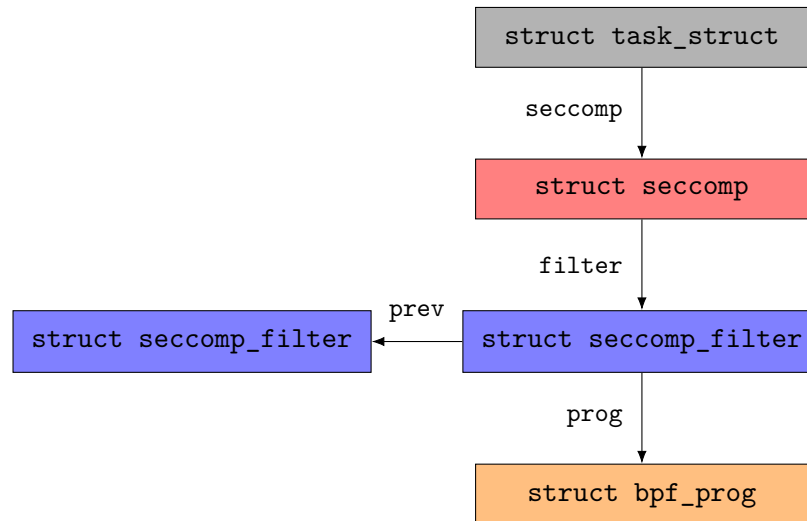 struct task_struct
seccomp
struct seccomp
filter
prev
struct seccomp_filter
struct seccomp_filter
prog
struct bpf_prog